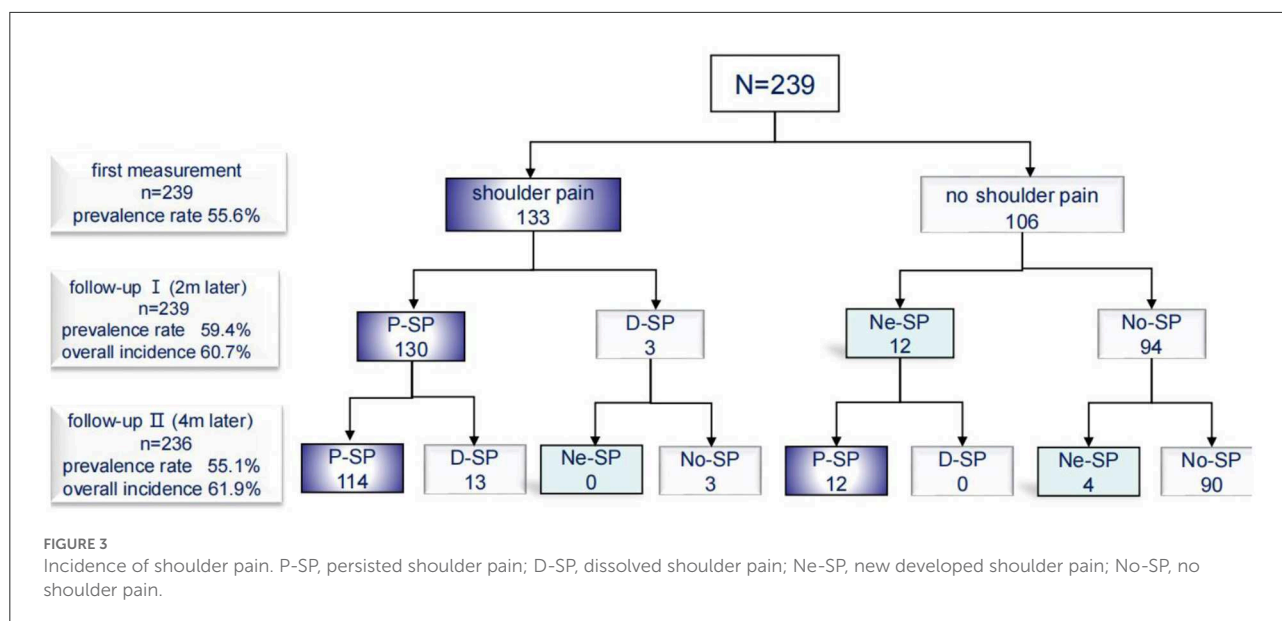 N=239
first measurement
n=239
prevalence rate 55.6%
shoulder pain
133
no shoulder pain
106
follow-up I (2m later)
n=239
prevalence rate 59.4%
overall incidence 60.7%
P-SP
130
D-SP
3
Ne-SP
12
No-SP
94
follow-up II (4m later)
n=236
prevalence rate 55.1%
overall incidence 61.9%
P-SP
114
D-SP
13
Ne-SP
0
No-SP
3
P-SP
12
D-SP
0
Ne-SP
4
No-SP
90
FIGURE 3
Incidence of shoulder pain. P-SP, persisted shoulder pain; D-SP, dissolved shoulder pain; Ne-SP, new developed shoulder pain; No-SP, no
shoulder pain.